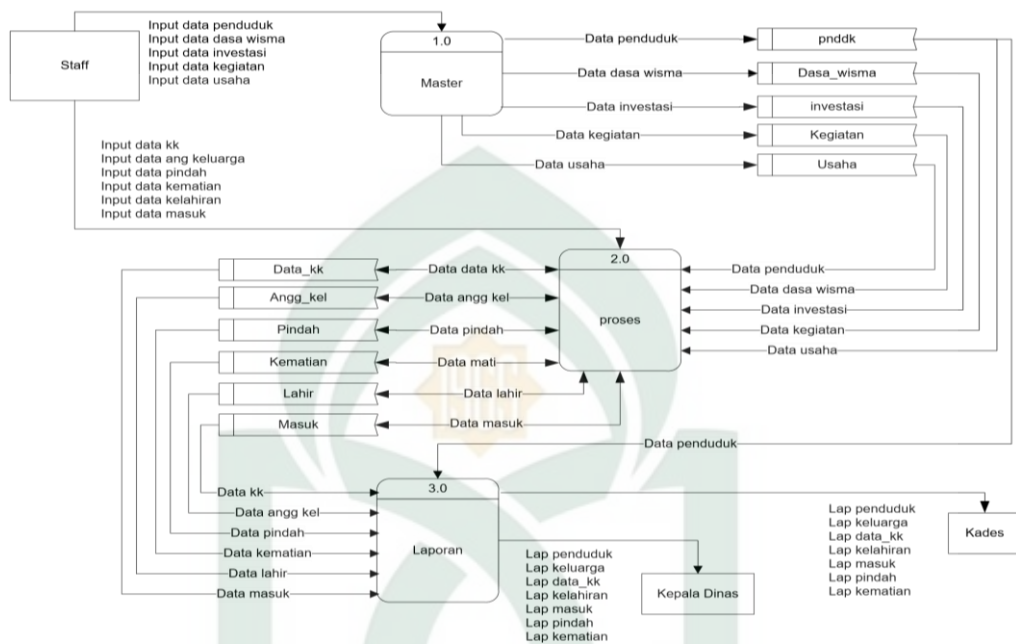 Input data penduduk
Input data dasa wisma
Input data investasi
Input data kegiatan
Input data usaha
Staff
1.0
Master
Data penduduk
pnddk
Data dasa wisma
Dasa_wisma
Data investasi
investasi
Data kegiatan
Kegiatan
Data usaha
Usaha
Input data kk
Input data ang keluarga
Input data pindah
Input data kematian
Input data kelahiran
Input data masuk
2.0
proses
Data_kk
Data data kk
Data penduduk
Angg_kel
Data angg kel
Data dasa wisma
Pindah
Data pindah
Data investasi
Data kegiatan
Kematian
Data mati
Data usaha
Lahir
Data lahir
Masuk
Data masuk
Data penduduk
3.0
Laporan
Data kk
Data angg kel
Data pindah
Data kematian
Data lahir
Data masuk
Lap penduduk
Lap keluarga
Lap data_kk
Lap kelahiran
Lap masuk
Lap pindah
Lap kematian
Kepala Dinas
Lap penduduk
Lap keluarga
Lap data_kk
Lap kelahiran
Lap masuk
Lap pindah
Lap kematian
Kades